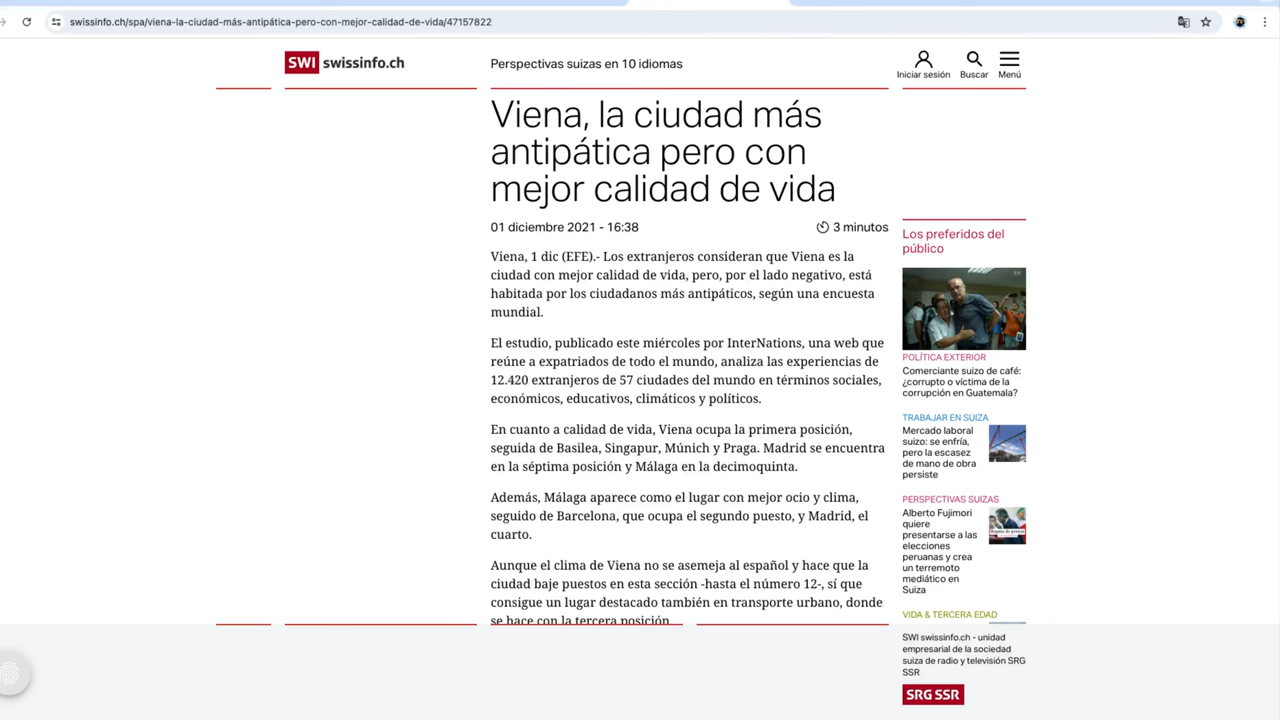 swissinfo.ch/spa/viena-la-ciudad-más-antipática-pero-con-mejor-calidad-de-vida/47157822
SWI swissinfo.ch
Perspectivas suizas en 10 idiomas
Iniciar sesión
Buscar
Menú
Viena, la ciudad más
antipática pero con
mejor calidad de vida
01 diciembre 2021 - 16:38
3 minutos
Viena, 1 dic (EFE).- Los extranjeros consideran que Viena es la
ciudad con mejor calidad de vida, pero, por el lado negativo, está
habitada por los ciudadanos más antipáticos, según una encuesta
mundial.
El estudio, publicado este miércoles por InterNations, una web que
reúne a expatriados de todo el mundo, analiza las experiencias de
12.420 extranjeros de 57 ciudades del mundo en términos sociales,
económicos, educativos, climáticos y políticos.
En cuanto a calidad de vida, Viena ocupa la primera posición,
seguida de Basilea, Singapur, Múnich y Praga. Madrid se encuentra
en la séptima posición y Málaga en la decimoquinta.
Además, Málaga aparece como el lugar con mejor ocio y clima,
seguido de Barcelona, que ocupa el segundo puesto, y Madrid, el
cuarto.
Aunque el clima de Viena no se asemeja al español y hace que la
ciudad baje puestos en esta sección -hasta el número 12-, sí que
consigue un lugar destacado también en transporte urbano, donde
se hace con la tercera posición
Los preferidos del
público
POLÍTICA EXTERIOR
Comerciante suizo de café:
¿corrupto o víctima de la
corrupción en Guatemala?
TRABAJAR EN SUIZA
Mercado laboral
suizo: se enfría,
pero la escasez
de mano de obra
persiste
PERSPECTIVAS SUIZAS
Alberto Fujimori
quiere
presentarse a las
elecciones
peruanas y crea
un terremoto
mediático en
Suiza
VIDA & TERCERA EDAD
SWI swissinfo.ch - unidad
empresarial de la sociedad
suiza de radio y televisión SRG
SSR
SRG SSR